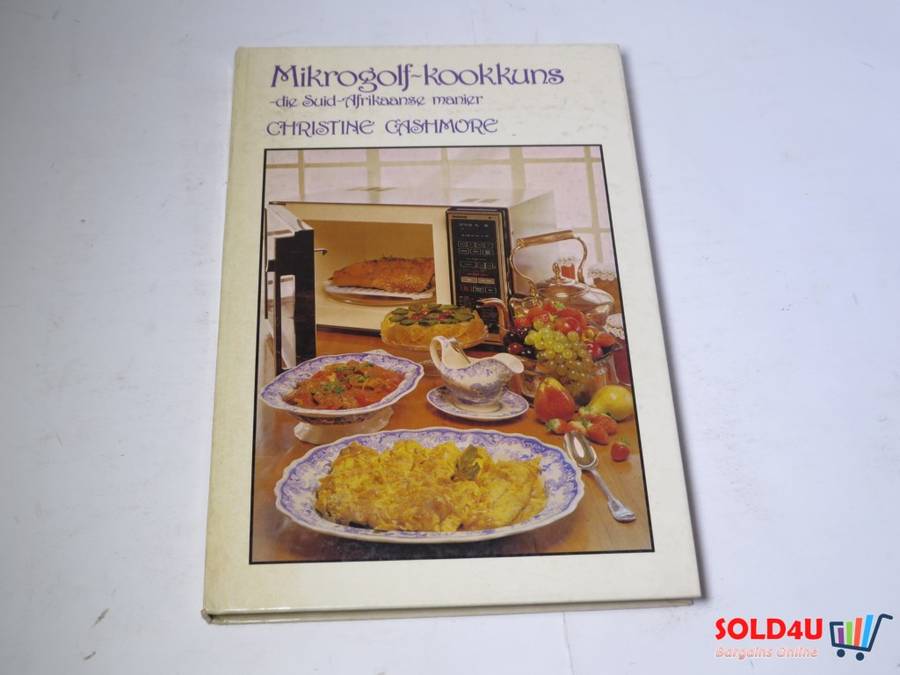 Mikrogolf-kookkuns
-die Suid-Afrikaanse manier
CHRISTINE CASHMORE
SOLD4U
Bargains Online